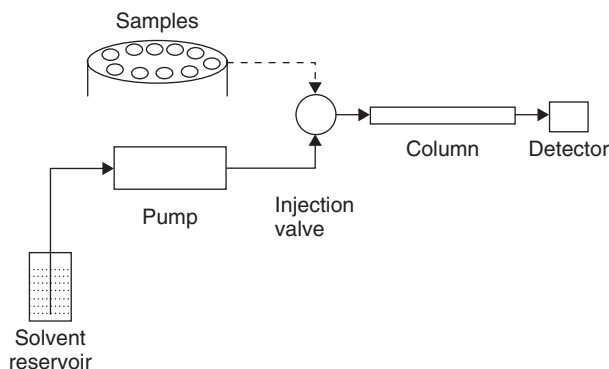 Samples
Column
Detector
Pump
Injection
valve
Solvent
reservoir